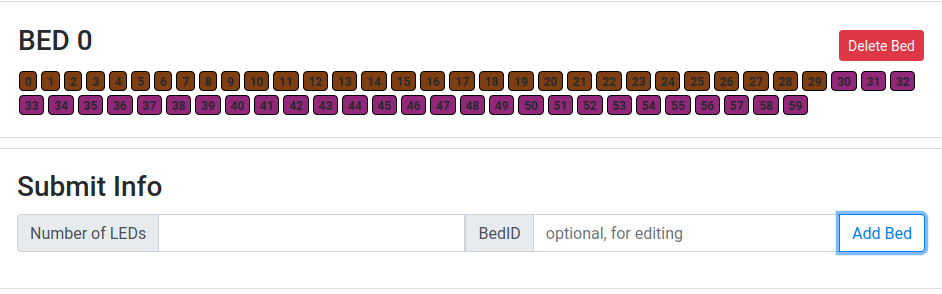 BED 0
Delete Bed
0 1 2 3 4 5 6 7 8 9 10 11 12 13 14 15 16 17 18 19 20 21 22 23 24 25 26 27 28 29 30 31 32
33 34 35 36 37 38 39 40 41 42 43 44 45 46 47 48 49 50 51 52 53 54 55 56 57 58 59
Submit Info
Number of LEDs BedID optional, for editing Add Bed